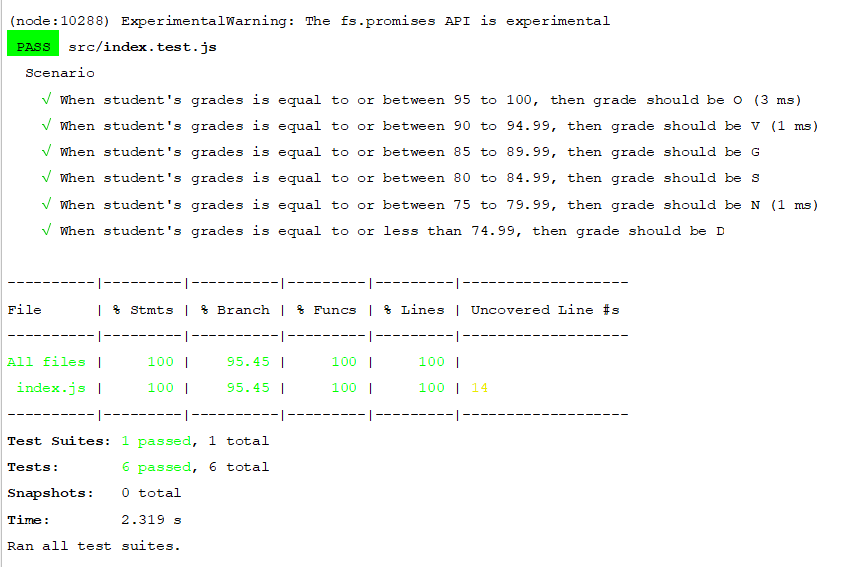 (node:10288) ExperimentalWarning: The fs.promises API is experimental
PASS src/index.test.js
Scenario
√ When student's grades is equal to or between 95 to 100, then grade should be O (3 ms)
√ When student's grades is equal to or between 90 to 94.99, then grade should be V (1 ms)
√ When student's grades is equal to or between 85 to 89.99, then grade should be G
√ When student's grades is equal to or between 80 to 84.99, then grade should be S
√ When student's grades is equal to or between 75 to 79.99, then grade should be N (1 ms)
√ When student's grades is equal to or less than 74.99, then grade should be D
----------|---------|----------|---------|---------|-------------------
File      | % Stmts | % Branch | % Funcs | % Lines | Uncovered Line #s
----------|---------|----------|---------|---------|-------------------
All files |     100 |    95.45 |     100 |     100 |
 index.js |     100 |    95.45 |     100 |     100 | 14
----------|---------|----------|---------|---------|-------------------
Test Suites: 1 passed, 1 total
Tests:       6 passed, 6 total
Snapshots:   0 total
Time:        2.319 s
Ran all test suites.